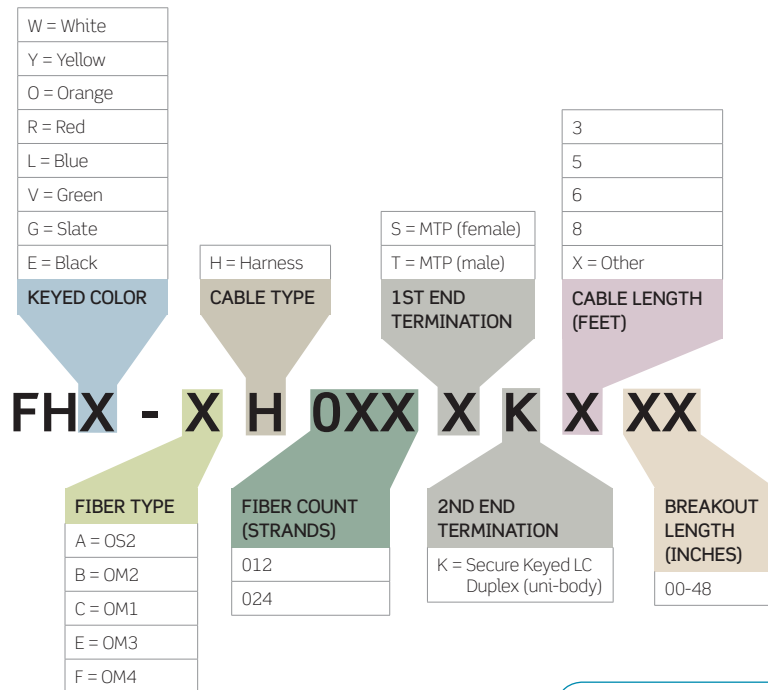 W = White
Y = Yellow
O = Orange
R = Red
L = Blue
V = Green
G = Slate
E = Black
KEYED COLOR
H = Harness
CABLE TYPE
S = MTP (female)
T = MTP (male)
1ST END
TERMINATION
3
5
6
8
X = Other
CABLE LENGTH
(FEET)
FHX - X H 0XX X K X XX
FIBER TYPE
A = OS2
B = OM2
C = OM1
E = OM3
F = OM4
FIBER COUNT
(STRANDS)
012
024
2ND END
TERMINATION
K = Secure Keyed LC
Duplex (uni-body)
BREAKOUT
LENGTH
(INCHES)
00-48